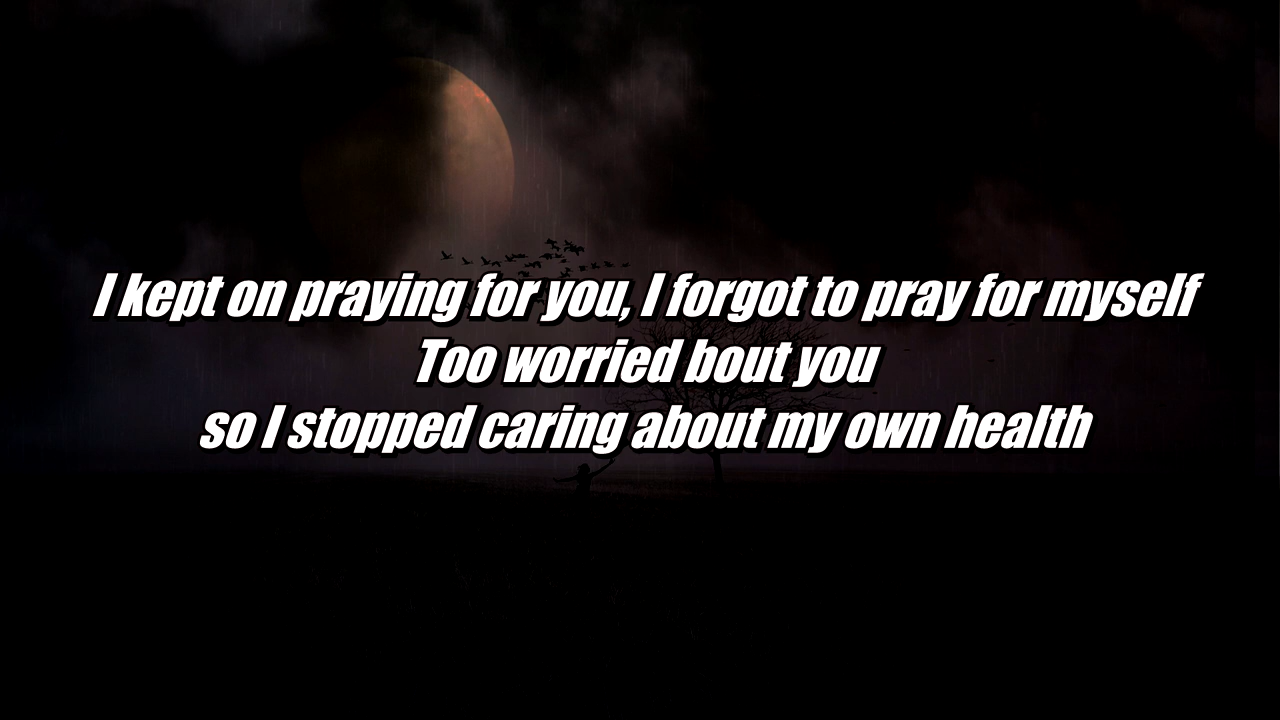 I kept on praying for you, I forgot to pray for myself
Too worried bout you
so I stopped caring about my own health